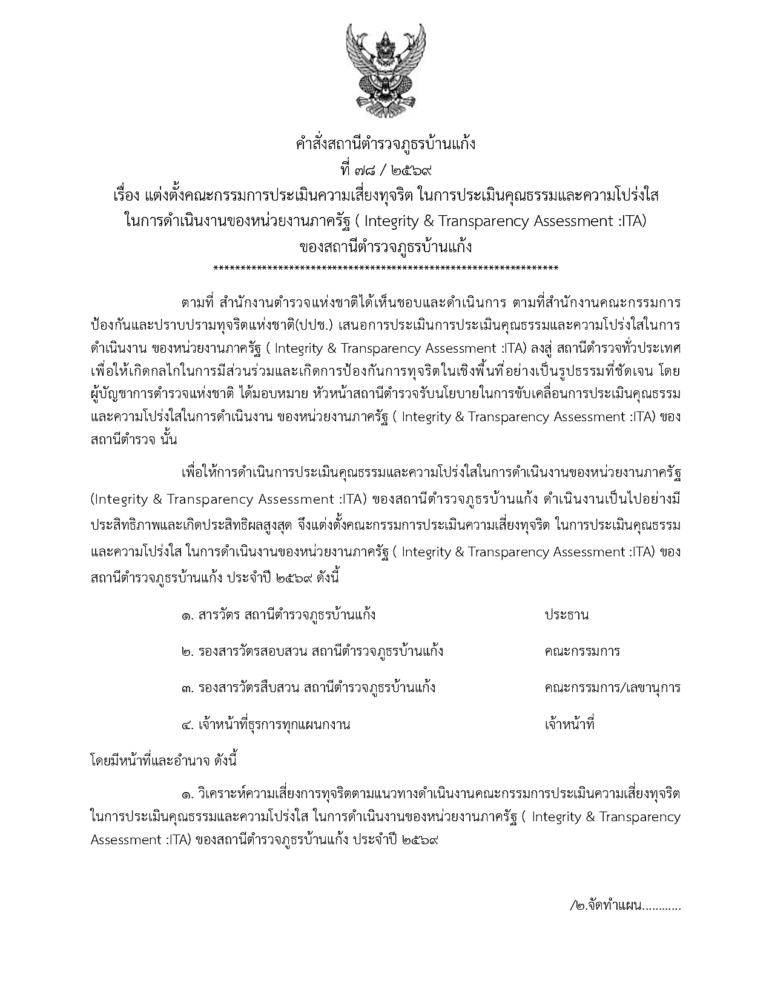 คำสั่งสถานีตำรวจภูธรบ้านแก้ง
ที่ ๗๘ / ๒๕๖๙
เรื่อง แต่งตั้งคณะกรรมการประเมินความเสี่ยงทุจริต ในการประเมินคุณธรรมและความโปร่งใส
ในการดำเนินงานของหน่วยงานภาครัฐ ( Integrity & Transparency Assessment :ITA)
ของสถานีตำรวจภูธรบ้านแก้ง
***************************************************************
ตามที่ สำนักงานตำรวจแห่งชาติได้เห็นชอบและดำเนินการ ตามที่สำนักงานคณะกรรมการ
ป้องกันและปราบปรามทุจริตแห่งชาติ(ปปช.) เสนอการประเมินการประเมินคุณธรรมและความโปร่งใสในการ
ดำเนินงาน ของหน่วยงานภาครัฐ ( Integrity & Transparency Assessment :ITA) ลงสู่ สถานีตำรวจทั่วประเทศ
เพื่อให้เกิดกลไกในการมีส่วนร่วมและเกิดการป้องกันการทุจริตในเชิงพื้นที่อย่างเป็นรูปธรรมที่ชัดเจน โดย
ผู้บัญชาการตำรวจแห่งชาติ ได้มอบหมาย หัวหน้าสถานีตำรวจรับนโยบายในการขับเคลื่อนการประเมินคุณธรรม
และความโปร่งใสในการดำเนินงาน ของหน่วยงานภาครัฐ ( Integrity & Transparency Assessment :ITA) ของ
สถานีตำรวจ นั้น
เพื่อให้การดำเนินการประเมินคุณธรรมและความโปร่งใสในการดำเนินงานของหน่วยงานภาครัฐ
(Integrity & Transparency Assessment :ITA) ของสถานีตำรวจภูธรบ้านแก้ง ดำเนินงานเป็นไปอย่างมี
ประสิทธิภาพและเกิดประสิทธิผลสูงสุด จึงแต่งตั้งคณะกรรมการประเมินความเสี่ยงทุจริต ในการประเมินคุณธรรม
และความโปร่งใส ในการดำเนินงานของหน่วยงานภาครัฐ ( Integrity & Transparency Assessment :ITA) ของ
สถานีตำรวจภูธรบ้านแก้ง ประจำปี ๒๕๖๙ ดังนี้
๑. สารวัตร สถานีตำรวจภูธรบ้านแก้ง ประธาน
๒. รองสารวัตรสอบสวน สถานีตำรวจภูธรบ้านแก้ง คณะกรรมการ
๓. รองสารวัตรสืบสวน สถานีตำรวจภูธรบ้านแก้ง คณะกรรมการ/เลขานุการ
๔. เจ้าหน้าที่ธุรการทุกแผนกงาน เจ้าหน้าที่
โดยมีหน้าที่และอำนาจ ดังนี้
๑. วิเคราะห์ความเสี่ยงการทุจริตตามแนวทางดำเนินงานคณะกรรมการประเมินความเสี่ยงทุจริต
ในการประเมินคุณธรรมและความโปร่งใส ในการดำเนินงานของหน่วยงานภาครัฐ ( Integrity & Transparency
Assessment :ITA) ของสถานีตำรวจภูธรบ้านแก้ง ประจำปี ๒๕๖๙
/๒.จัดทำแผน............